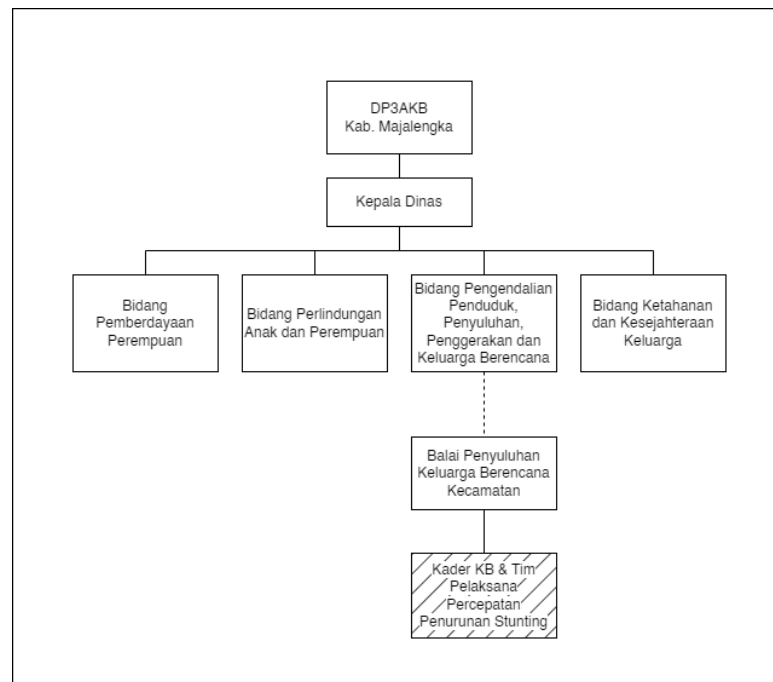 DP3AKB
Kab. Majalengka
Kepala Dinas
Bidang
Pemberdayaan
Perempuan
Bidang Perlindungan
Anak dan Perempuan
Bidang Pengendalian
Penduduk,
Penyuluhan,
Penggerakan dan
Keluarga Berencana
Bidang Ketahanan
dan Kesejahteraan
Keluarga
Balai Penyuluhan
Keluarga Berencana
Kecamatan
Kader KB & Tim
Pelaksana
Percepatan
Penurunan Stunting